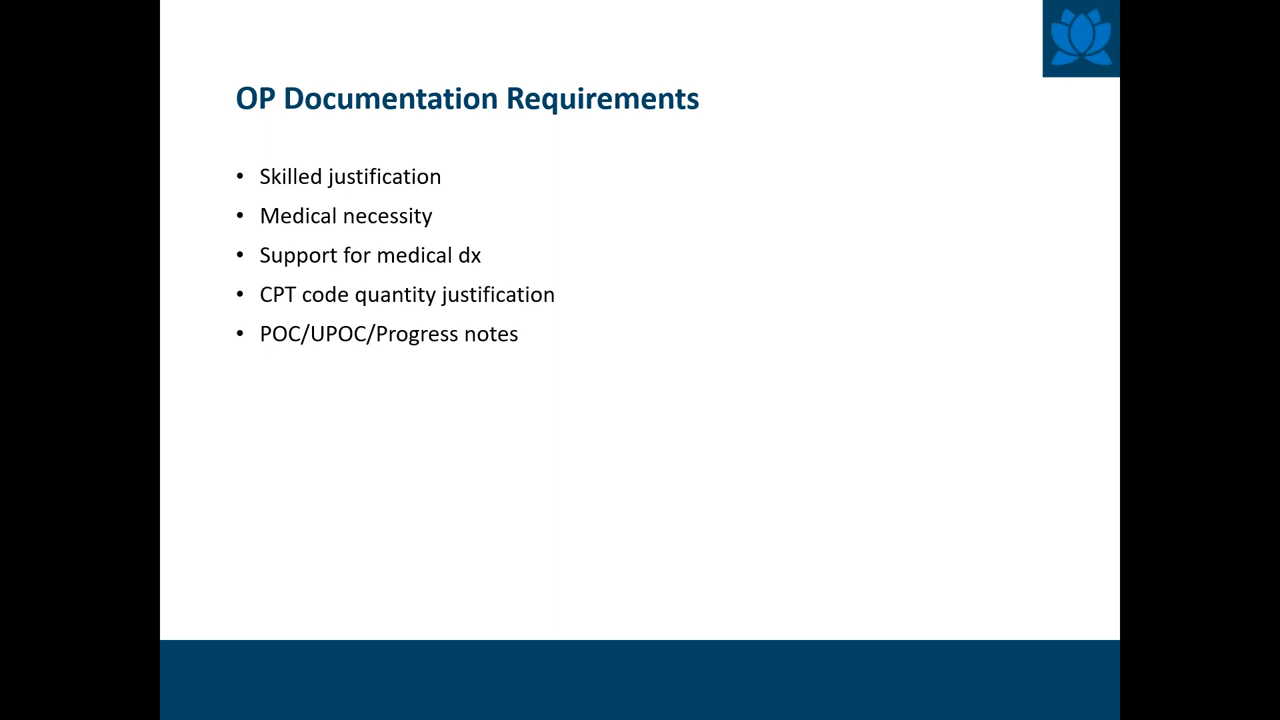 OP Documentation Requirements
• Skilled justification
• Medical necessity
• Support for medical dx
• CPT code quantity justification
• POC/UPOC/Progress notes